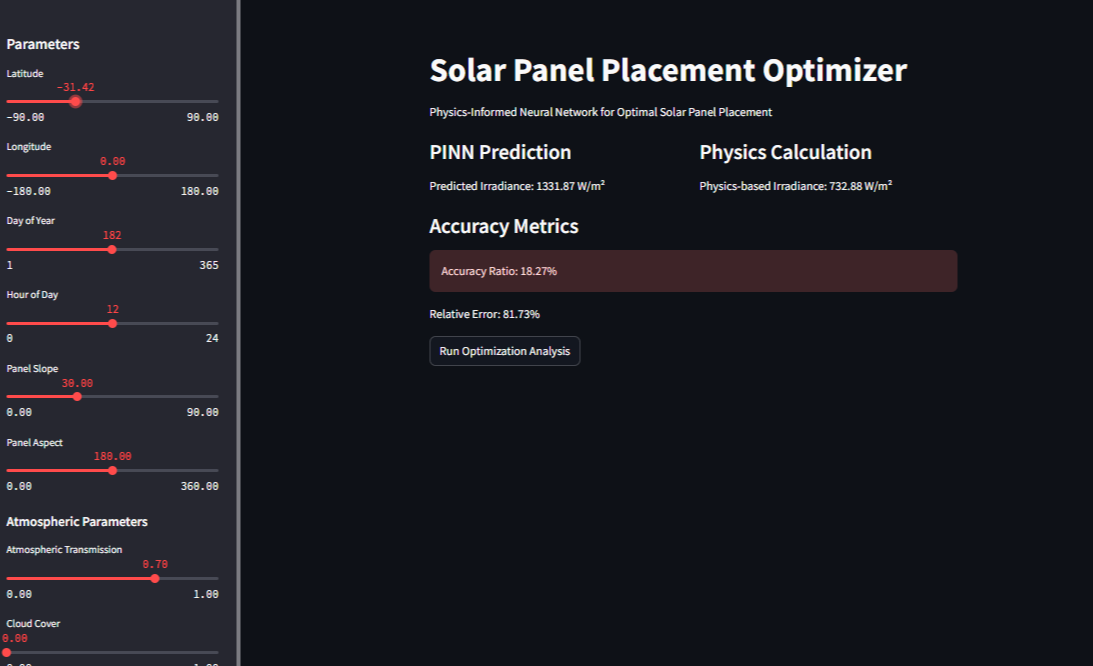 Parameters
Latitude
-31.42
-90.00 90.00
Longitude
0.00
-180.00 180.00
Day of Year
182
1 365
Hour of Day
12
0 24
Panel Slope
30.00
0.00 90.00
Panel Aspect
180.00
0.00 360.00
Atmospheric Parameters
Atmospheric Transmission
0.70
0.00 1.00
Cloud Cover
0.00
Solar Panel Placement Optimizer
Physics-Informed Neural Network for Optimal Solar Panel Placement
PINN Prediction
Predicted Irradiance: 1331.87 W/m²
Physics Calculation
Physics-based Irradiance: 732.88 W/m²
Accuracy Metrics
Accuracy Ratio: 18.27%
Relative Error: 81.73%
Run Optimization Analysis